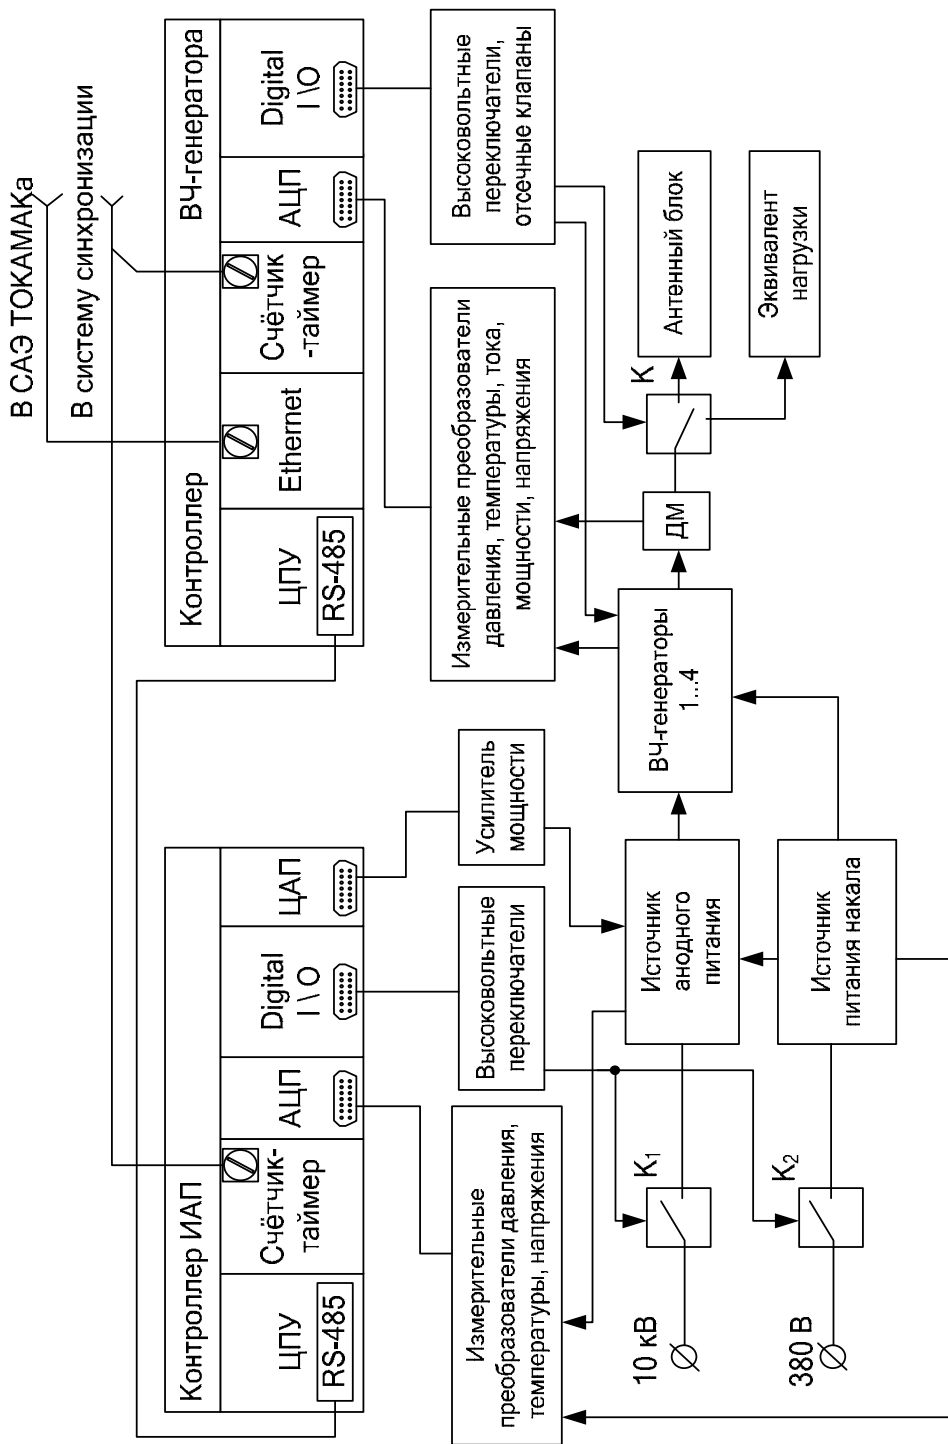 В САЭ ТОКАМАКа
В систему синхронизации
Контроллер ИАП
ЦПУ
RS-485
Счётчик-
таймер
АЦП
Digital
I \ O
ЦАП
Контроллер
ВЧ-генератора
ЦПУ
RS-485
Ethernet
Счётчик
-таймер
АЦП
Digital
I \O
Измерительные
преобразователи давления,
температуры, напряжения
Высоковольтные
переключатели
Усилитель
мощности
Измерительные преобразователи
давления, температуры, тока,
мощности, напряжения
Высоковольтные
переключатели,
отсечные клапаны
10 кВ
K1
Источник
анодного
питания
ВЧ-генераторы
1...4
ДМ
К
Антенный блок
Эквивалент
нагрузки
380 В
K2
Источник
питания накала